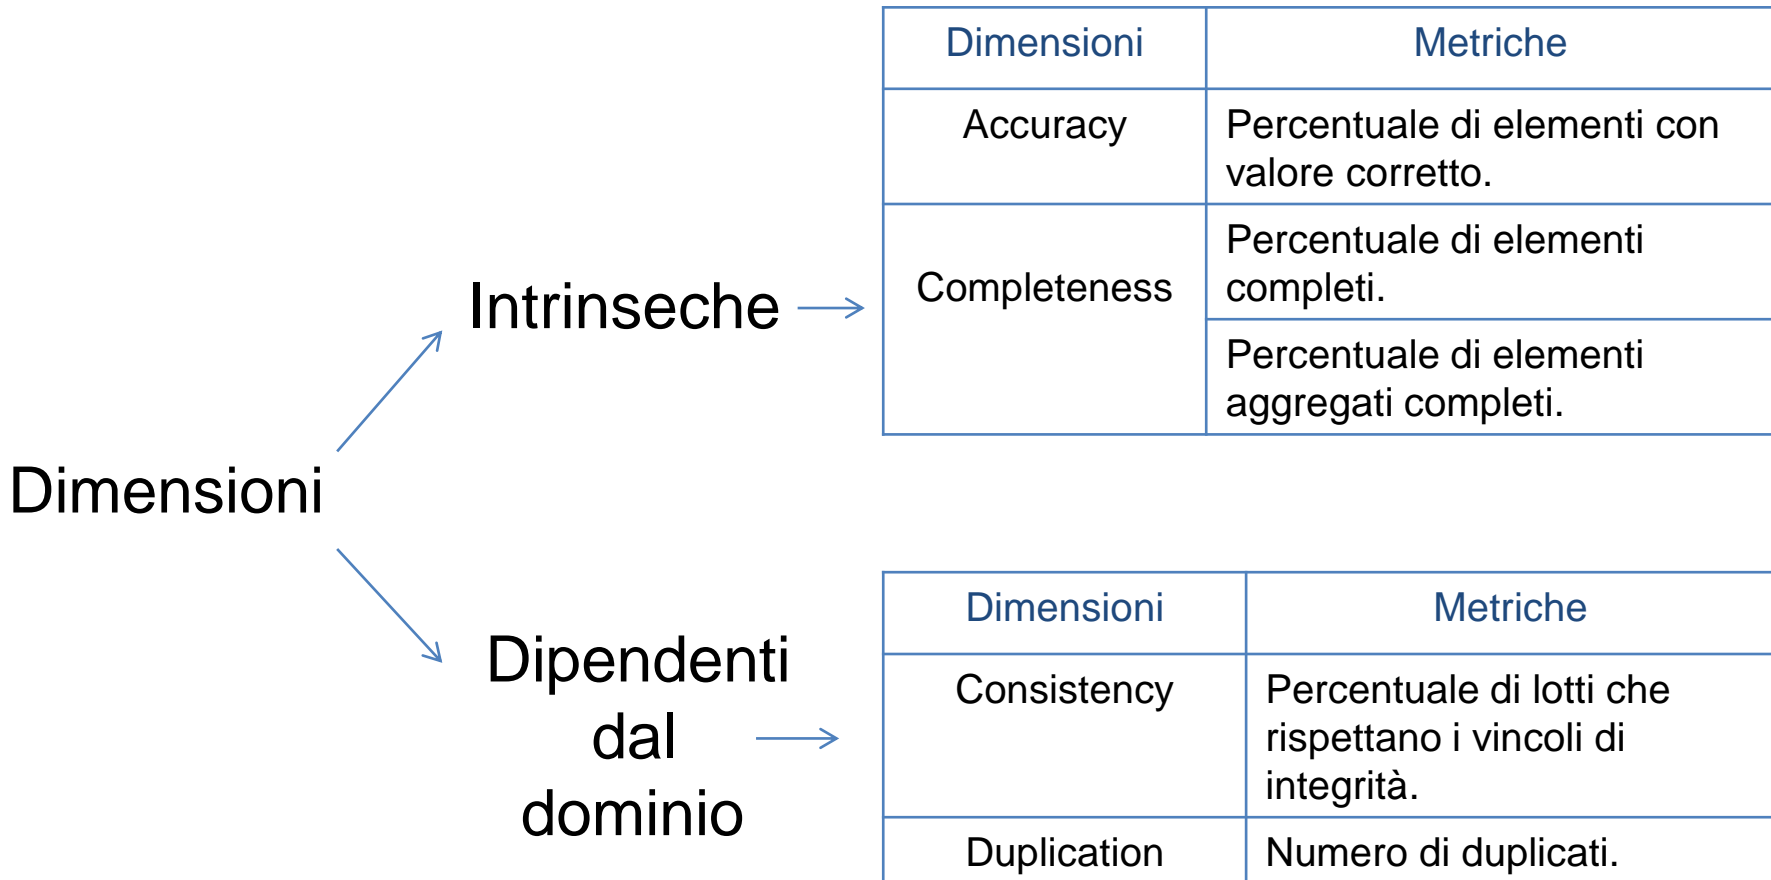 Dimensioni
Intrinseche
Dimensioni Metriche
Accuracy Percentuale di elementi con
valore corretto.
Completeness Percentuale di elementi
completi.
Percentuale di elementi
aggregati completi.
Dipendenti
dal
dominio
Dimensioni Metriche
Consistency Percentuale di lotti che
rispettano i vincoli di
integrità.
Duplication Numero di duplicati.